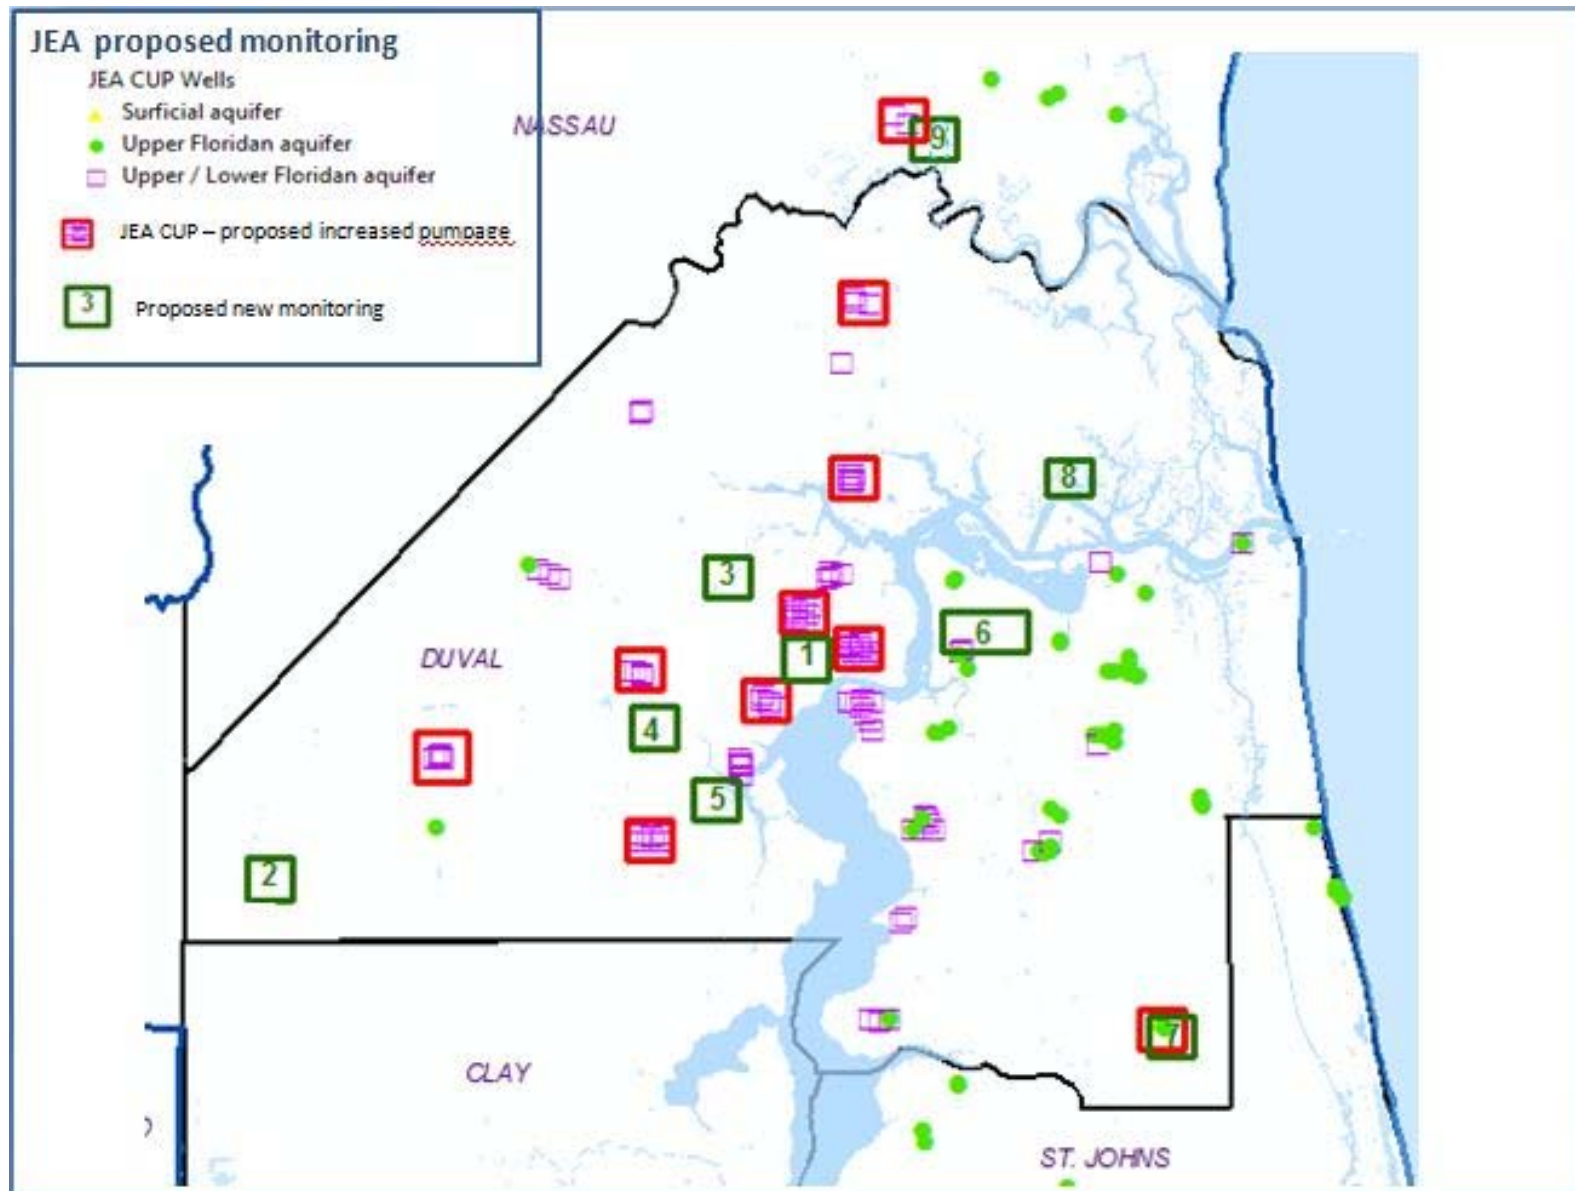 JEA proposed monitoring
JEA CUP Wells
Surficial aquifer
Upper Floridan aquifer
Upper / Lower Floridan aquifer
JEA CUP – proposed increased pumpage
3
Proposed new monitoring
NASSAU
9
8
3
6
1
DUVAL
4
5
2
7
CLAY
ST. JOHNS